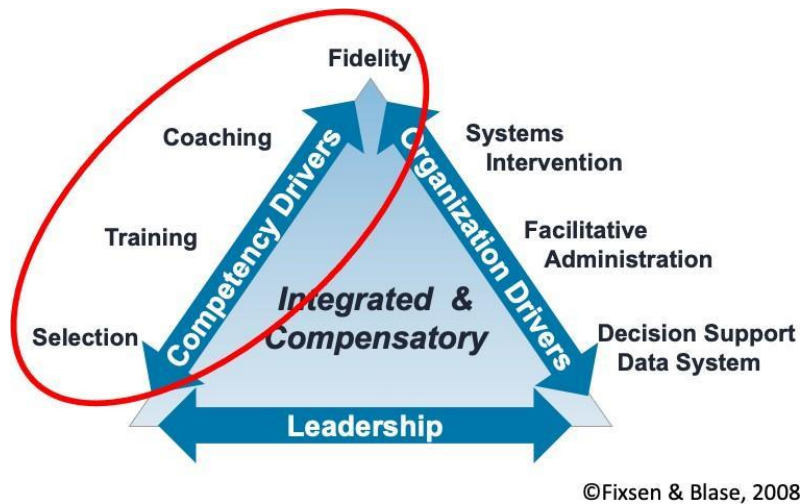 Fidelity
Coaching
Training
Selection
Competency Drivers
Organization Drivers
Systems
Intervention
Facilitative
Administration
Decision Support
Data System
Integrated &
Compensatory
Leadership
©Fixsen & Blase, 2008